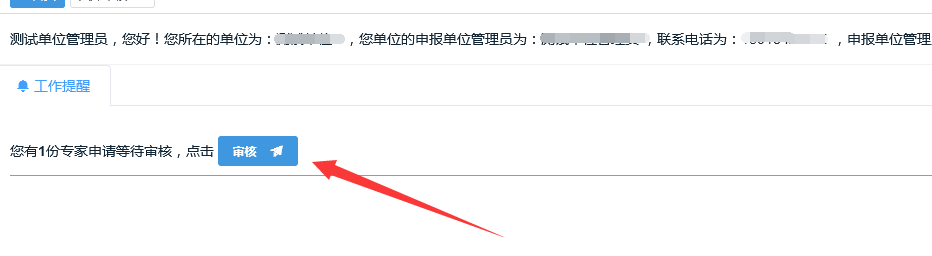 测试单位管理员，您好！您所在的单位为：，您单位的申报单位管理员为：，联系电话为：，申报单位管理
工作提醒
您有1份专家申请等待审核，点击 审核